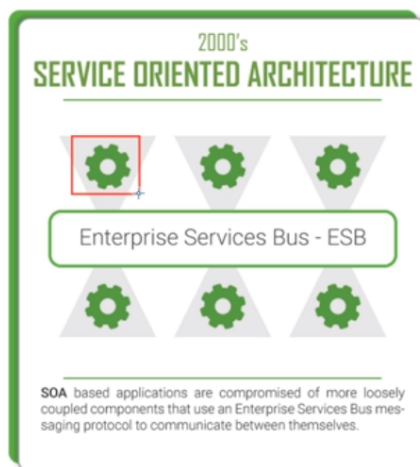 2000's
SERVICE ORIENTED ARCHITECTURE
Enterprise Services Bus - ESB
SOA based applications are compromised of more loosely
coupled components that use an Enterprise Services Bus mes-
saging protocol to communicate between themselves.